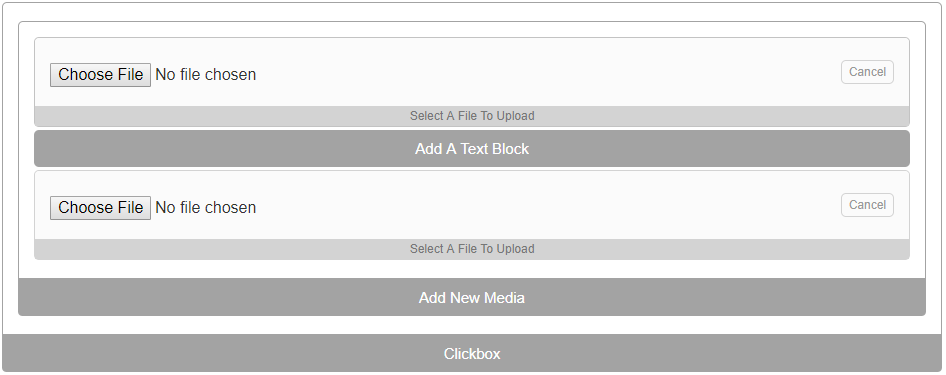 Choose File No file chosen Cancel
Select A File To Upload
Add A Text Block
Choose File No file chosen Cancel
Select A File To Upload
Add New Media
Clickbox